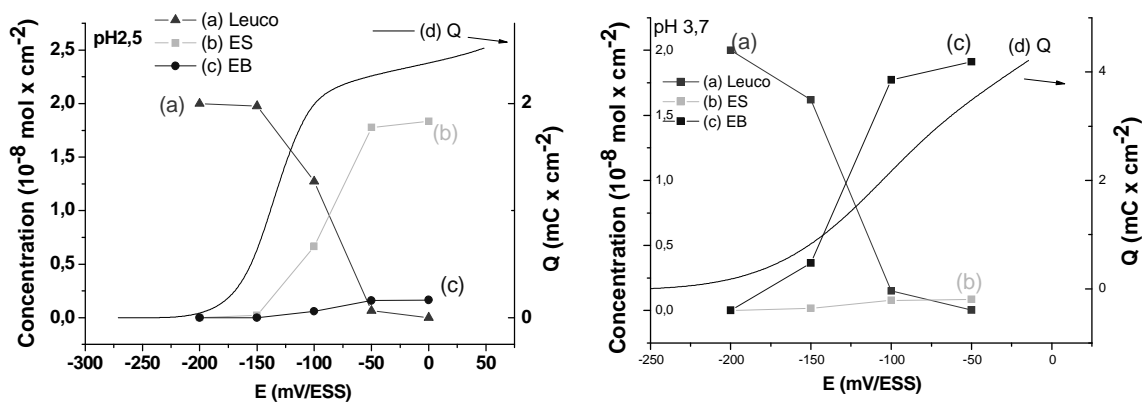 pH2,5
(a) Leuco
(b) ES
(c) EB
(d) Q
(a)
(b)
(c)
2,5
2,0
1,5
1,0
0,5
0,0
Concentration (10-8 mol x cm-2)
2
0
Q (mC x cm-2)
-300 -250 -200 -150 -100 -50 0 50
E (mV/ESS)
pH 3,7
(a)
(c)
(d) Q
(a) Leuco
(b) ES
(c) EB
(b)
2,0
1,5
1,0
0,5
0,0
Concentration (10-8 mol x cm-2)
4
2
0
Q (mC x cm-2)
-250 -200 -150 -100 -50 0
E (mV/ESS)